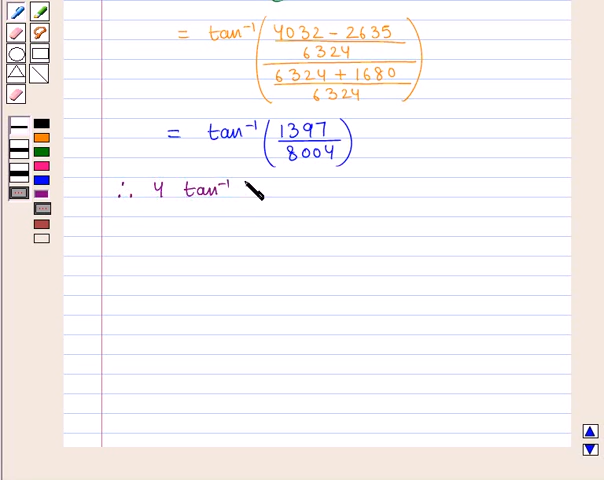 = tan⁻¹ ( (4032 − 2635)/6324 / (6324 + 1680)/6324 )
= tan⁻¹ ( 1397/8004 )
∴ 4 tan⁻¹